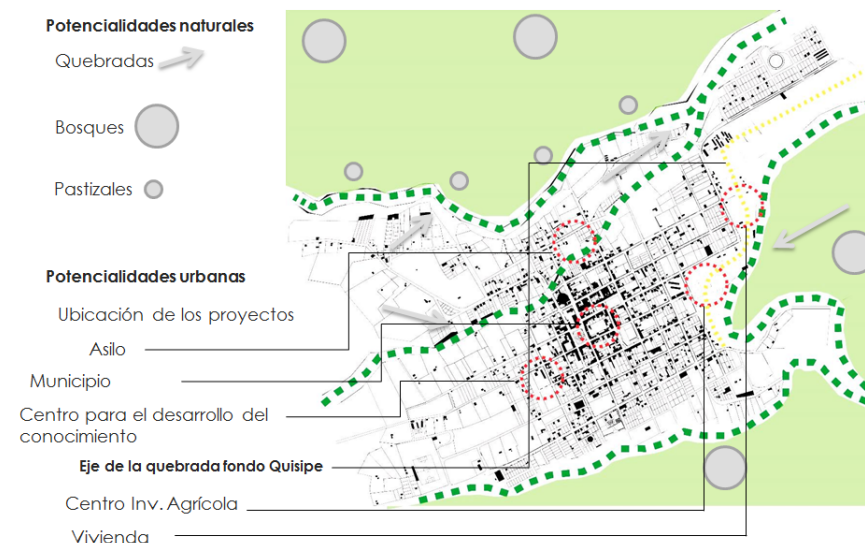 Potencialidades naturales
Quebradas
Bosques
Pastizales
Potencialidades urbanas
Ubicación de los proyectos
Asilo
Municipio
Centro para el desarrollo del
conocimiento
Eje de la quebrada fondo Quisipe
Centro Inv. Agrícola
Vivienda